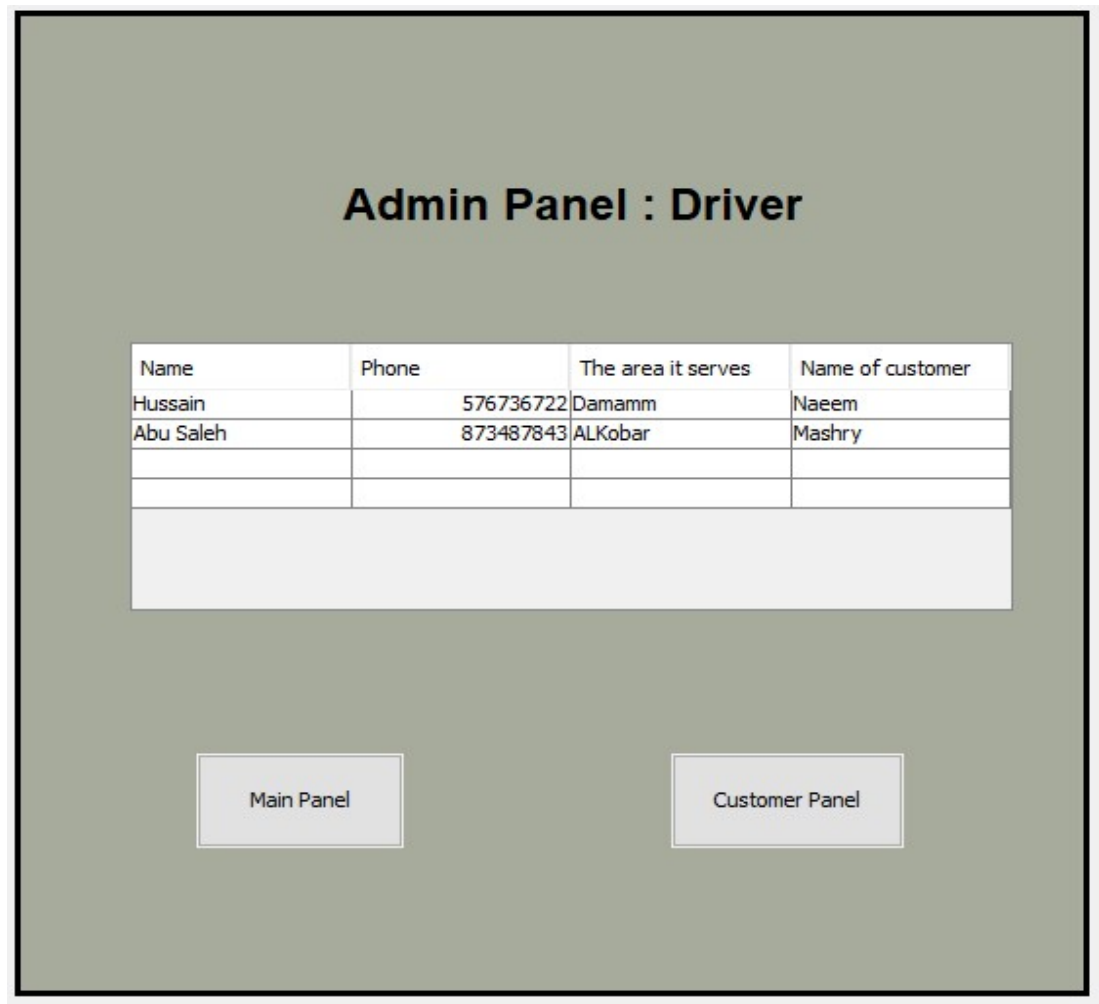 Admin Panel : Driver
Name Phone The area it serves Name of customer
Hussain 576736722 Damamm Naeem
Abu Saleh 873487843 ALKobar Mashry
Main Panel Customer Panel